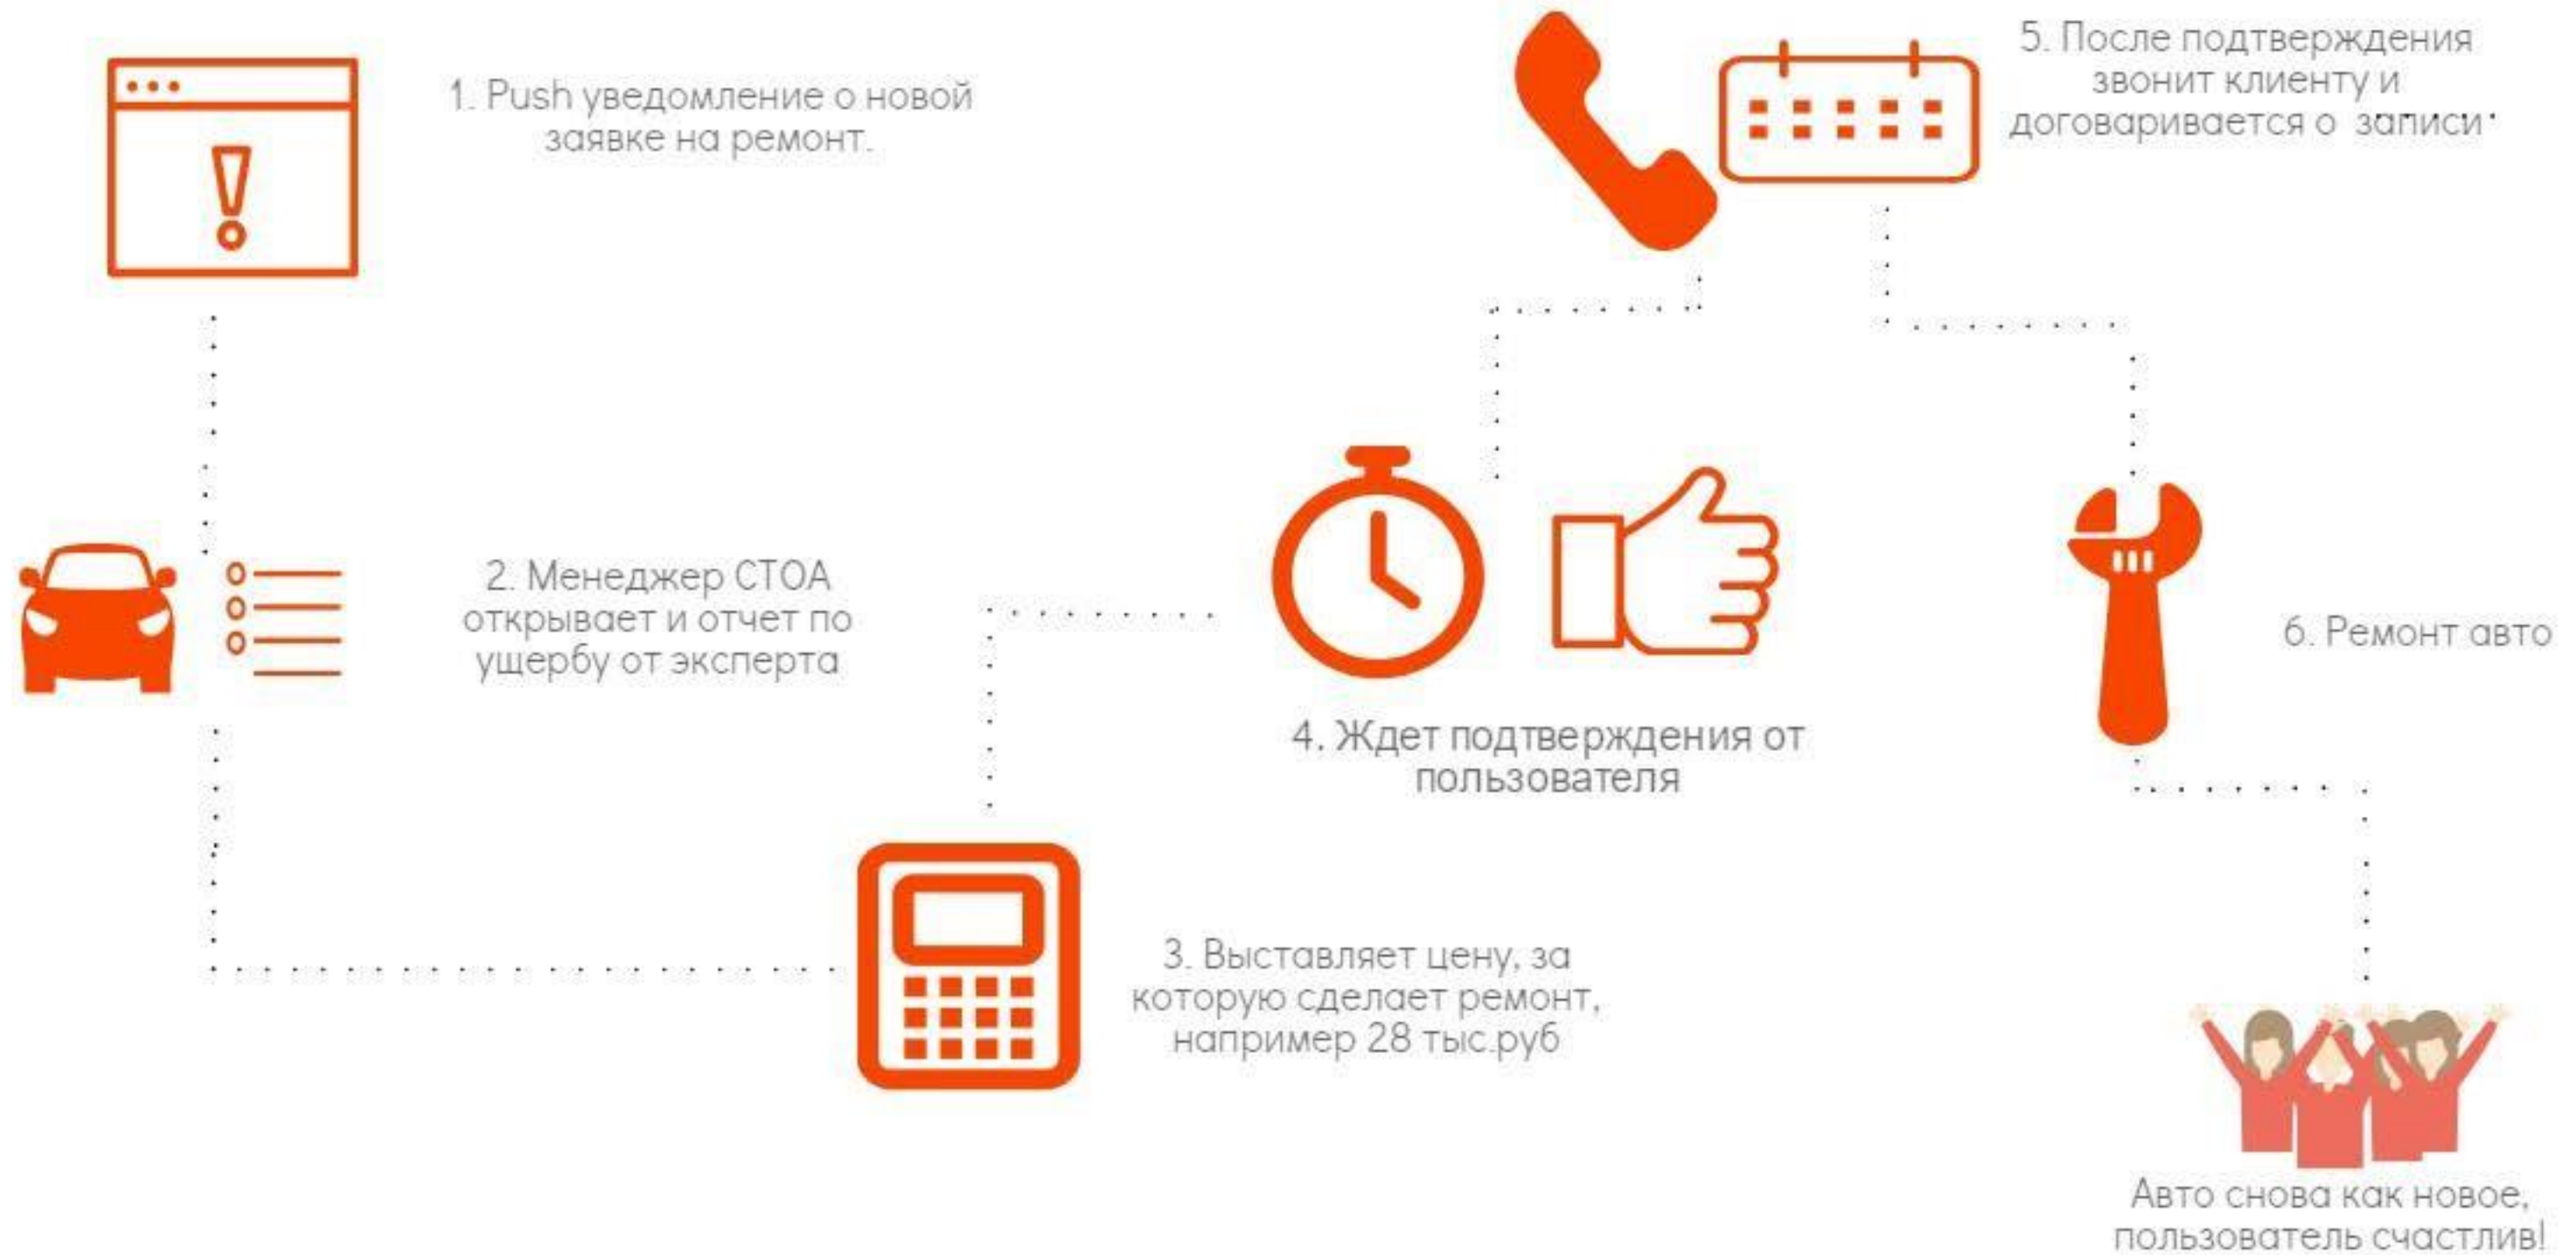 1. Push уведомление о новой
заявке на ремонт.
2. Менеджер СТОА
открывает и отчет по
ущербу от эксперта
3. Выставляет цену, за
которую сделает ремонт,
например 28 тыс.руб
4. Ждет подтверждения от
пользователя
5. После подтверждения
звонит клиенту и
договаривается о записи
6. Ремонт авто
Авто снова как новое,
пользователь счастлив!